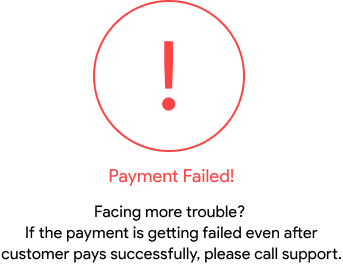 !
Payment Failed!
Facing more trouble?
If the payment is getting failed even after
customer pays successfully, please call support.